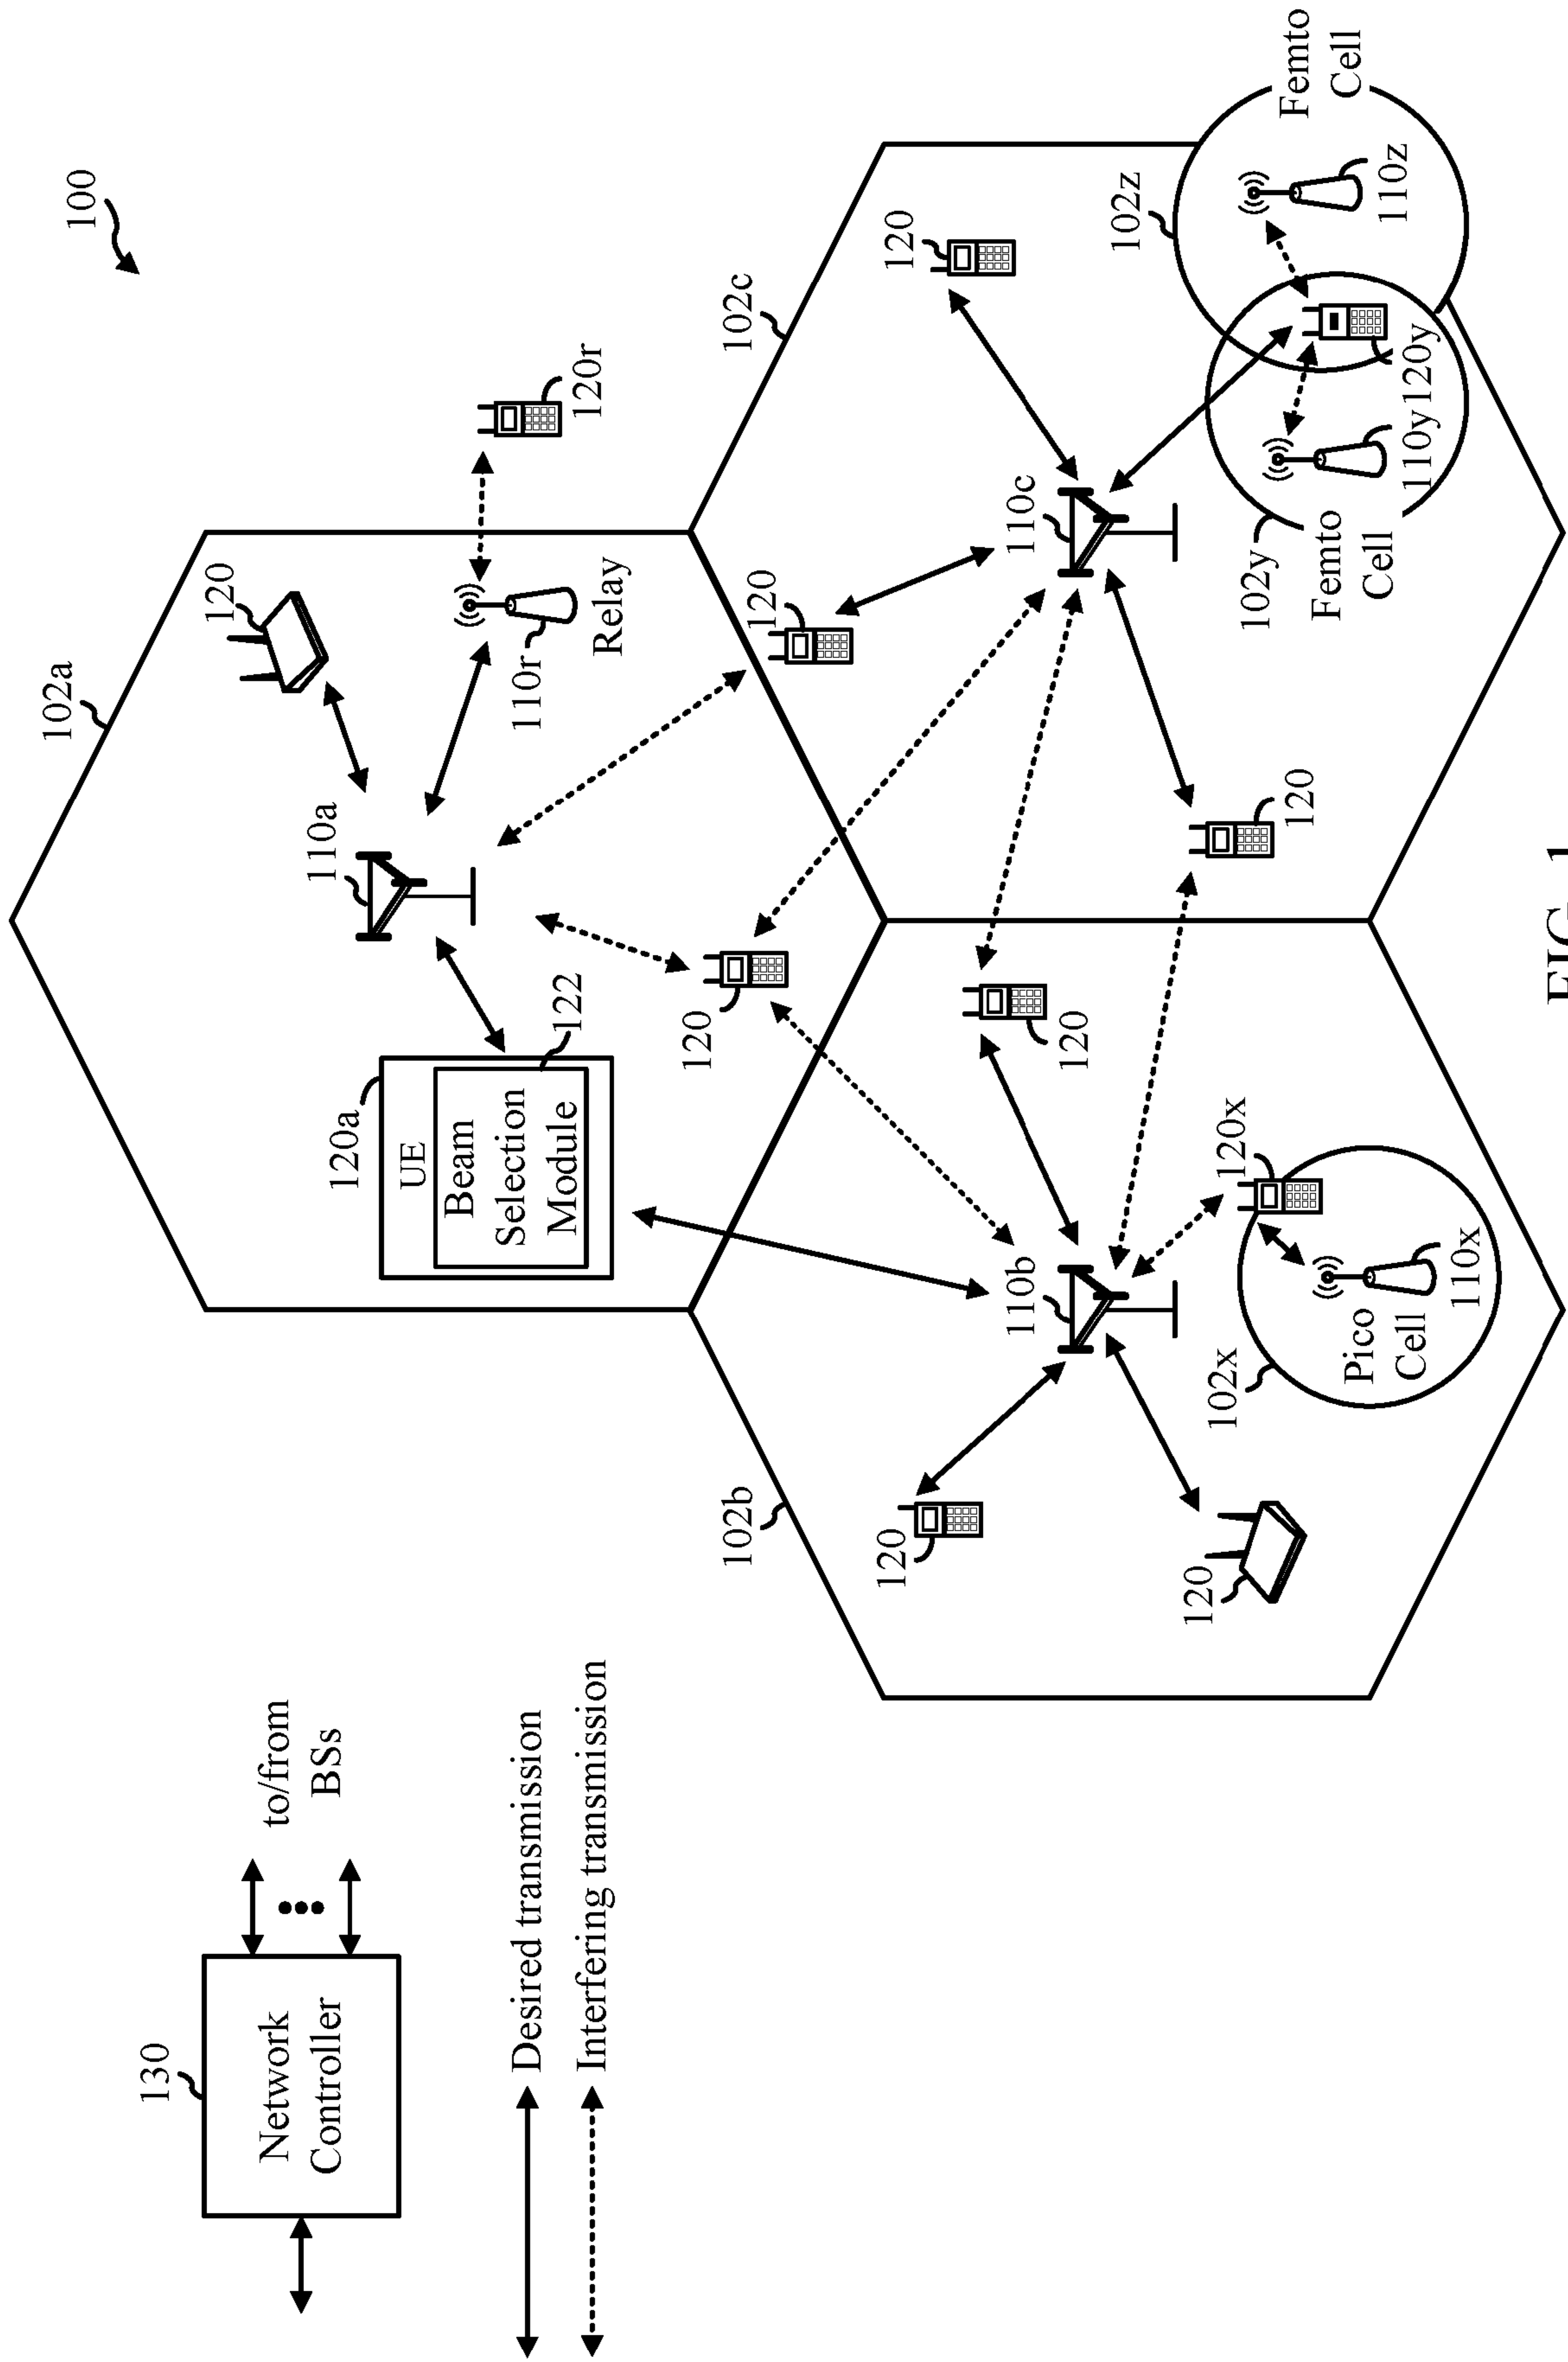 100
130
Network
Controller
to/from
BSs
Desired transmission
Interfering transmission
102a
120
110a
110r
Relay
120r
120a
UE
Beam
Selection
Module
122
120
102b
120
120
110b
120
102x
Pico
Cell
110x
120x
102c
120
120
110c
120
102y
Femto
Cell
110y
120y
102z
110z
Femto
Cell